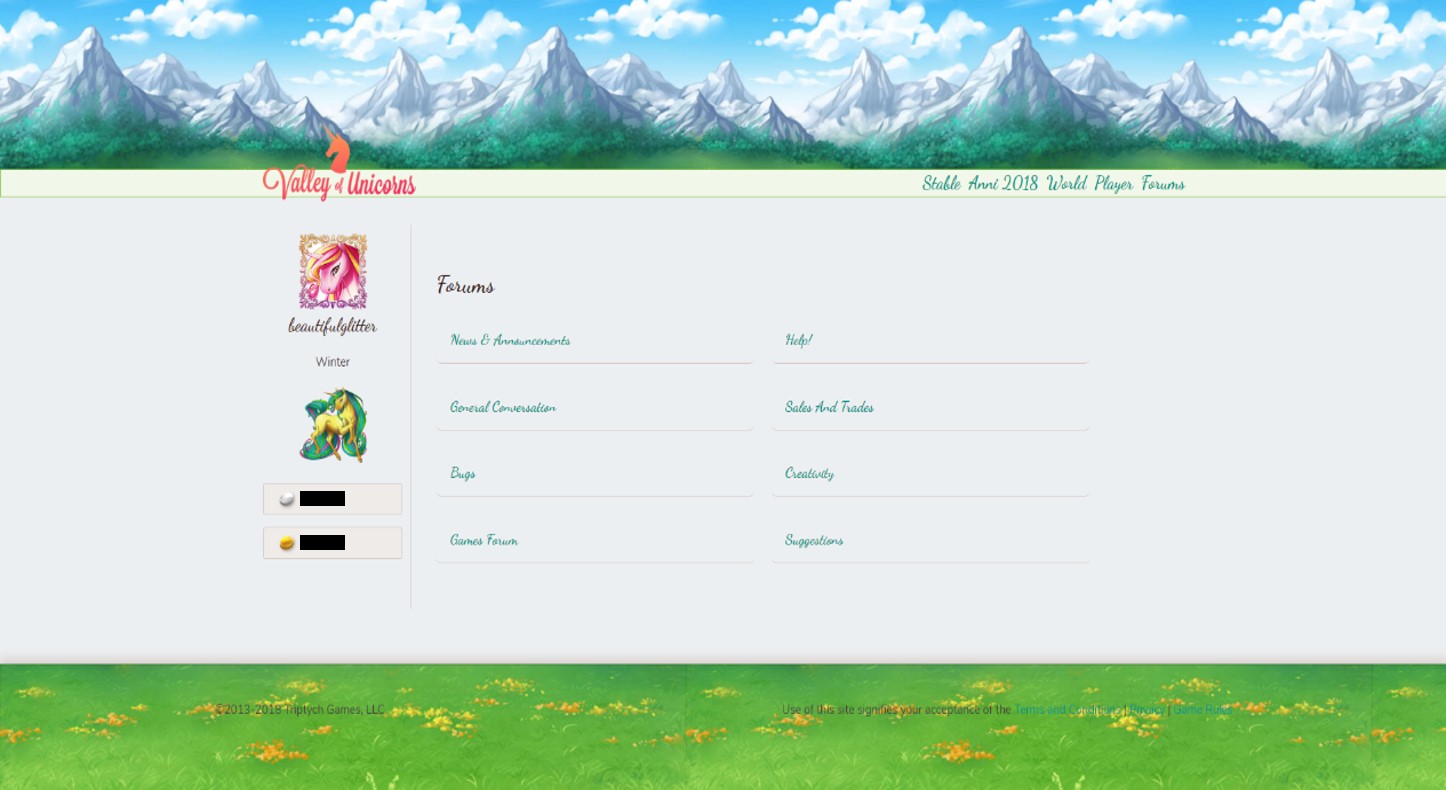 Valley of Unicorns
Stable Anni 2018 World Player Forums
beautifulglitter
Winter
Forums
News & Announcements
Help!
General Conversation
Sales And Trades
Bugs
Creativity
Games Forum
Suggestions
©2013-2018 Triptych Games, LLC
Use of this site signifies your acceptance of the Terms and Conditions | Privacy | Game Rules